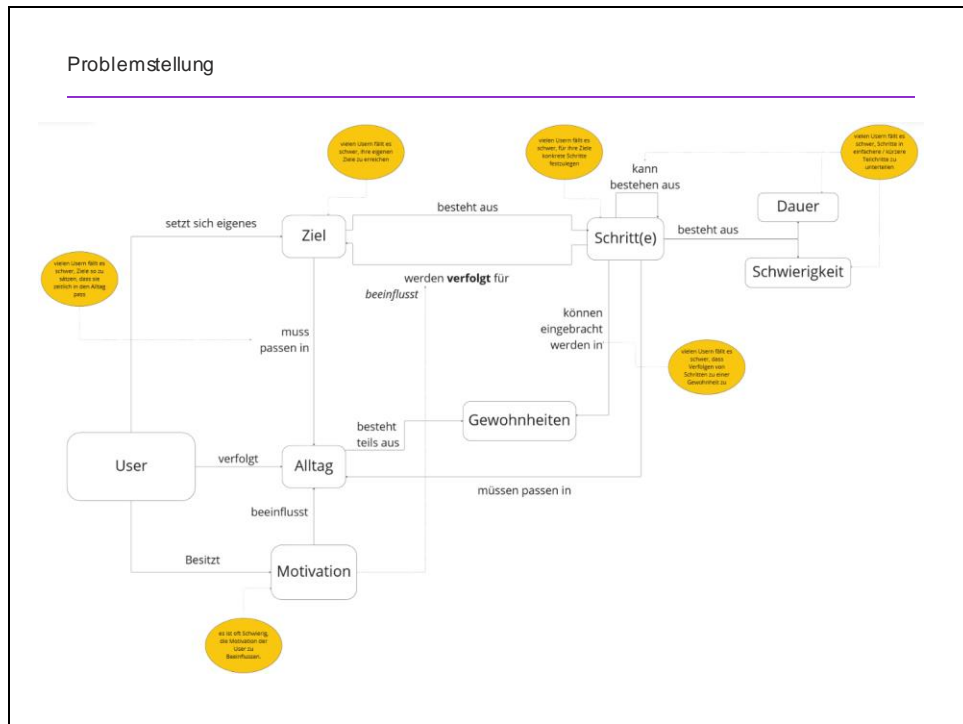 Problemstellung
vielen Usern fällt es
schwer, ihre eigenen
Ziele zu erreichen
vielen Usern fällt es
schwer, für ihre Ziele
konkrete Schritte
festzulegen
vielen Usern fällt es
schwer, Schritte in
einfachere / kürzere
Teilchritte zu
unterteilen
kann
bestehen aus
besteht aus
setzt sich eigenes
Ziel
Schritt(e)
besteht aus
Dauer
Schwierigkeit
vielen Usern fällt es
schwer, Ziele so zu
sätzen, dass sie
zeitlich in den Alltag
pass
werden verfolgt für
beeinflusst
muss
passen in
können
eingebracht
werden in
vielen Usern fällt es
schwer, dass
Verfolgen von
Schritten zu einer
Gewohnheit zu
Gewohnheiten
besteht
teils aus
User
verfolgt
Alltag
müssen passen in
beeinflusst
Besitzt
Motivation
es ist oft Schwierig,
die Motivation der
User zu
Beeinflussen.